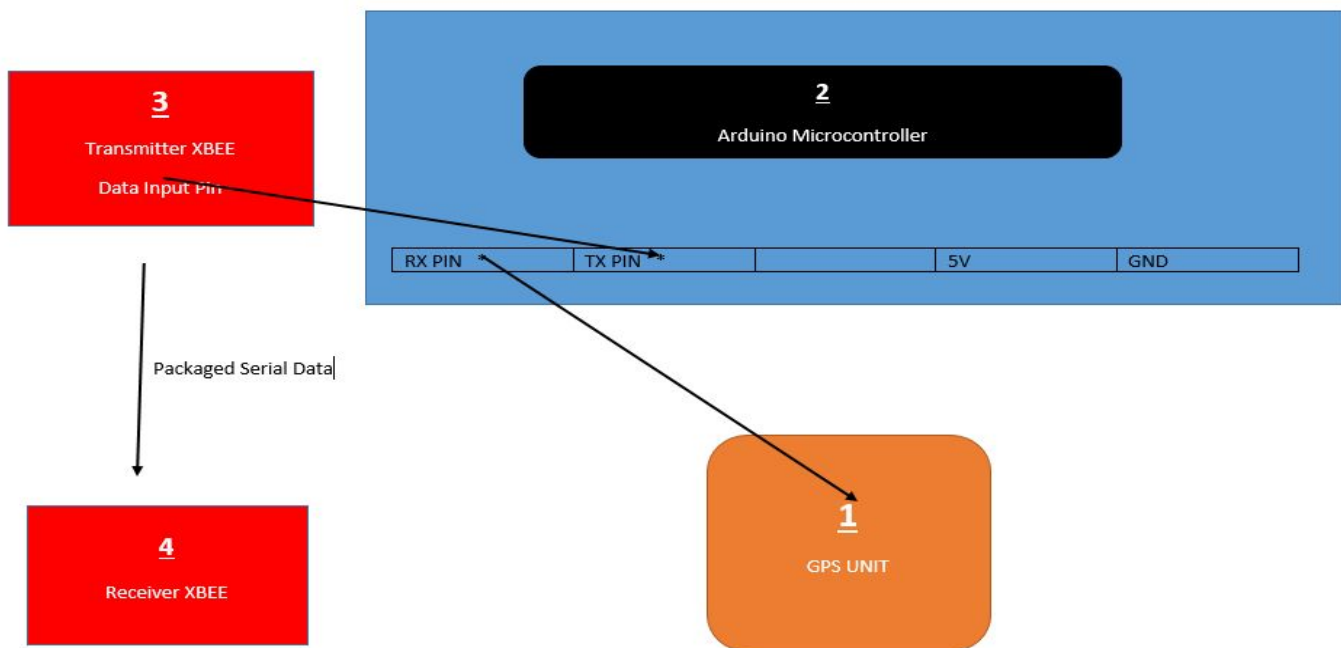 3
Transmitter XBEE
Data Input Pin
2
Arduino Microcontroller
RX PIN * TX PIN * 5V GND
Packaged Serial Data
4
Receiver XBEE
1
GPS UNIT